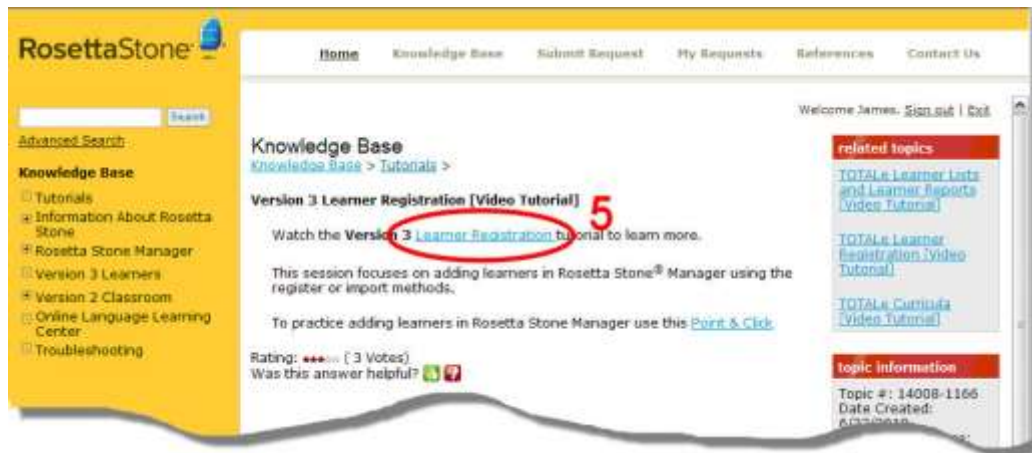 RosettaStone
Home Knowledge Base Submit Request My Requests References Contact Us
Search
Advanced Search
Knowledge Base
Tutorials
Information About Rosetta
Stone
Rosetta Stone Manager
Version 3 Learners
Version 2 Classroom
Online Language Learning
Center
Troubleshooting
Welcome James. Sign out | Exit
Knowledge Base
Knowledge Base > Tutorials >
Version 3 Learner Registration [Video Tutorial]
5
Watch the Version 3 Learner Registration tutorial to learn more.
This session focuses on adding learners in Rosetta Stone® Manager using the
register or import methods.
To practice adding learners in Rosetta Stone Manager use this Point & Click
Rating: ( 3 Votes)
Was this answer helpful?
related topics
TOTALe Learner Lists
and Learner Reports
[Video Tutorial]
TOTALe Learner
Registration [Video
Tutorial]
TOTALe Curricula
[Video Tutorial]
topic information
Topic #: 14008-1166
Date Created: